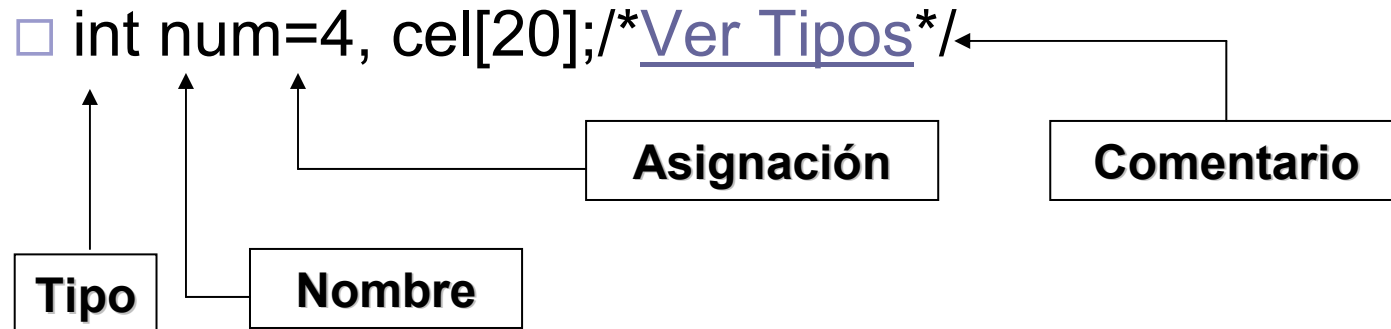 int num=4, cel[20];/*Ver Tipos*/
Asignación
Comentario
Tipo
Nombre